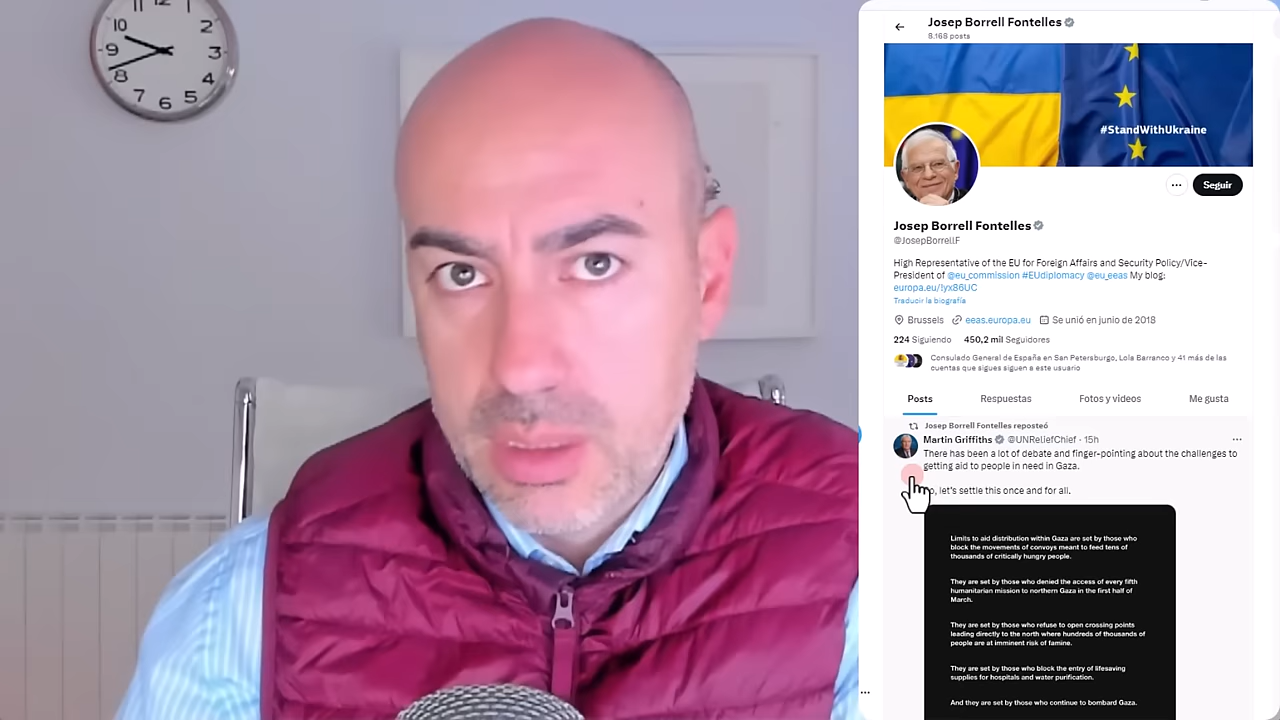 10
2
9
3
8
4
7
6
5
Josep Borrell Fontelles
8.168 posts
#StandWithUkraine
Seguir
Josep Borrell Fontelles
@JosepBorrellF
High Representative of the EU for Foreign Affairs and Security Policy/Vice-
President of @eu_commission #EUdiplomacy @eu_eeas My blog:
europa.eu/!yx86UC
Traducir la biografía
Brussels eeas.europa.eu Se unió en junio de 2018
224 Siguiendo 450,2 mil Seguidores
Consulado General de España en San Petersburgo, Lola Barranco y 41 más de las
cuentas que sigues siguen a este usuario
Posts Respuestas Fotos y videos Me gusta
Josep Borrell Fontelles reposteó
Martin Griffiths @UNReliefChief · 15h
There has been a lot of debate and finger-pointing about the challenges to
getting aid to people in need in Gaza.
let's settle this once and for all.
Limits to aid distribution within Gaza are set by those who
block the movements of convoys meant to feed tens of
thousands of critically hungry people.
They are set by those who denied the access of every fifth
humanitarian mission to northern Gaza in the first half of
March.
They are set by those who refuse to open crossing points
leading directly to the north where hundreds of thousands of
people are at imminent risk of famine.
They are set by those who block the entry of lifesaving
supplies for hospitals and water purification.
And they are set by those who continue to bombard Gaza.